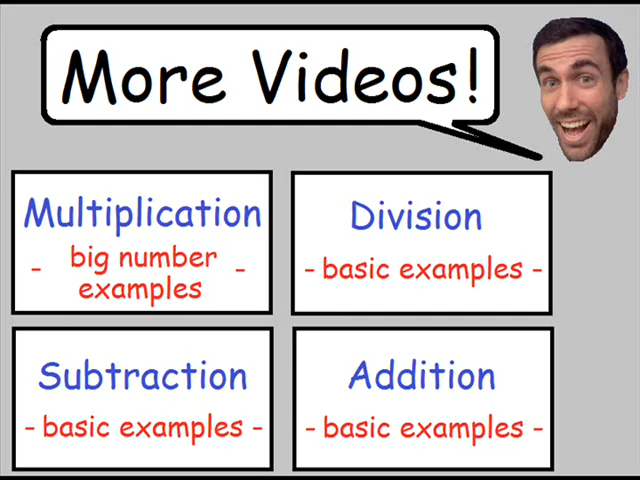 More Videos!
Multiplication
- big number -
examples
Division
- basic examples -
Subtraction
- basic examples -
Addition
- basic examples -